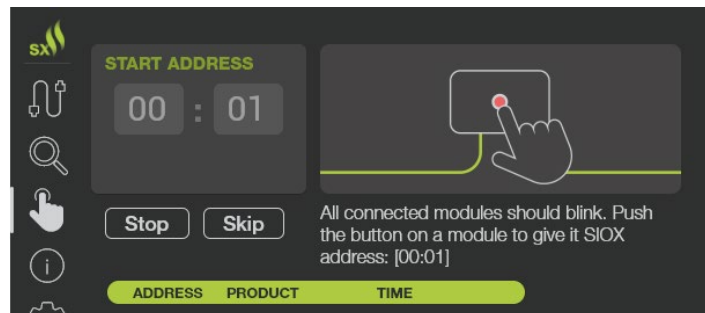 sx
START ADDRESS
00 : 01
Stop Skip
All connected modules should blink. Push
the button on a module to give it SIOX
address: [00:01]
i
ADDRESS PRODUCT TIME